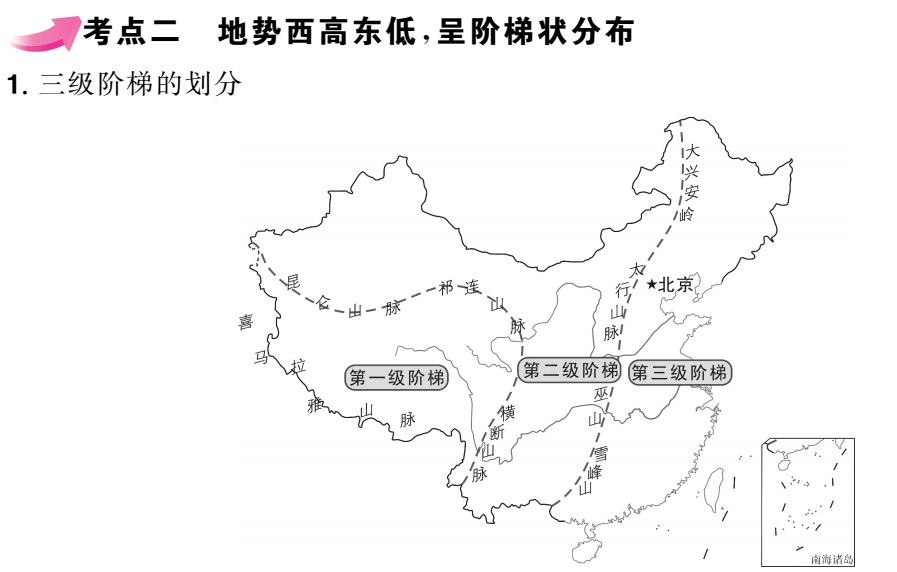 考点二 地势西高东低,呈阶梯状分布
1. 三级阶梯的划分
大兴安岭
太行山脉
★北京
昆仑山脉
祁连山脉
喜马拉雅山脉
第一级阶梯
第二级阶梯
第三级阶梯
巫山
横断山脉
雪峰山
南海诸岛